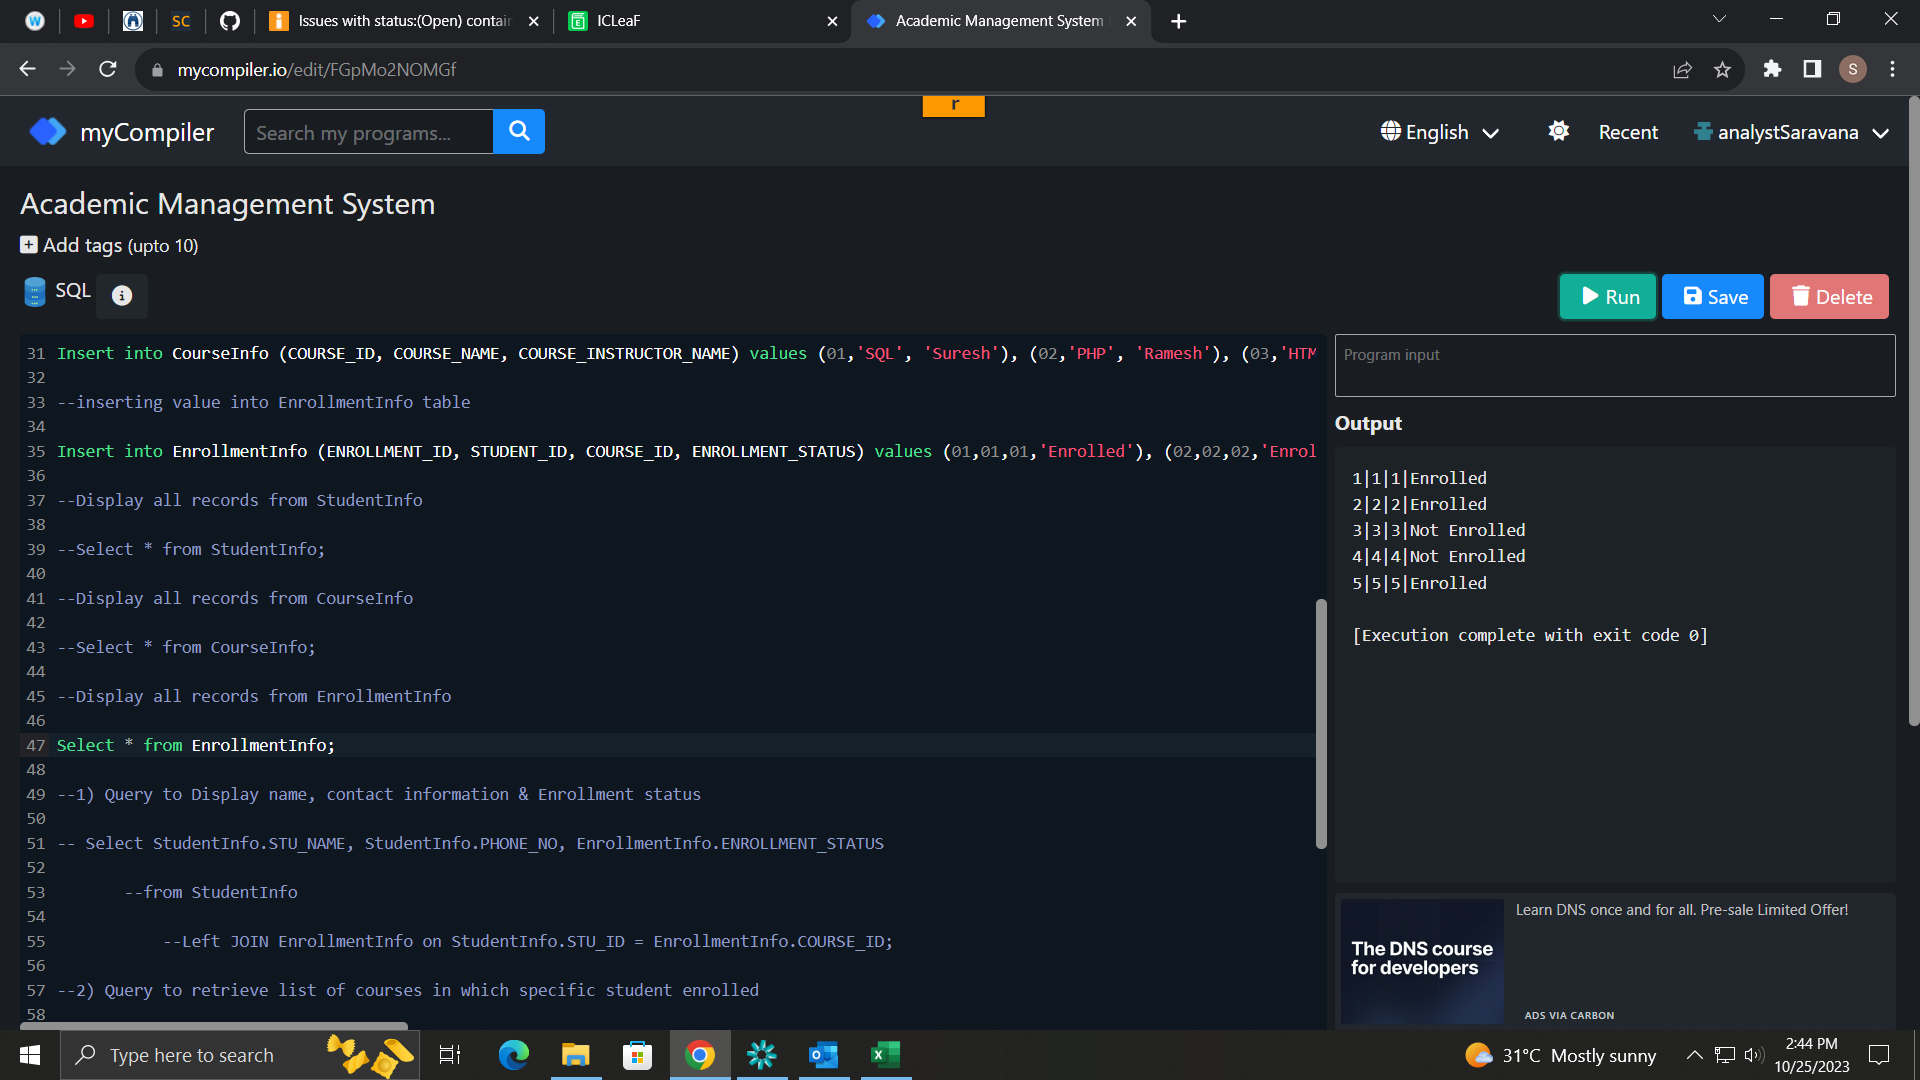 W
SC
Issues with status:(Open) contain
ICLeaF
Academic Management System
mycompiler.io/edit/FGpMo2NOMGf
S
r
myCompiler
Search my programs...
English
Recent
analystSaravana
Academic Management System
Add tags (upto 10)
SQL
Run
Save
Delete
31 Insert into CourseInfo (COURSE_ID, COURSE_NAME, COURSE_INSTRUCTOR_NAME) values (01,'SQL', 'Suresh'), (02,'PHP', 'Ramesh'), (03,'HTM
32
33 --inserting value into EnrollmentInfo table
34
35 Insert into EnrollmentInfo (ENROLLMENT_ID, STUDENT_ID, COURSE_ID, ENROLLMENT_STATUS) values (01,01,01,'Enrolled'), (02,02,02,'Enrol
36
37 --Display all records from StudentInfo
38
39 --Select * from StudentInfo;
40
41 --Display all records from CourseInfo
42
43 --Select * from CourseInfo;
44
45 --Display all records from EnrollmentInfo
46
47 Select * from EnrollmentInfo;
48
49 --1) Query to Display name, contact information & Enrollment status
50
51 -- Select StudentInfo.STU_NAME, StudentInfo.PHONE_NO, EnrollmentInfo.ENROLLMENT_STATUS
52
53 --from StudentInfo
54
55 --Left JOIN EnrollmentInfo on StudentInfo.STU_ID = EnrollmentInfo.COURSE_ID;
56
57 --2) Query to retrieve list of courses in which specific student enrolled
58
Program input
Output
1|1|1|Enrolled
2|2|2|Enrolled
3|3|3|Not Enrolled
4|4|4|Not Enrolled
5|5|5|Enrolled
[Execution complete with exit code 0]
The DNS course
for developers
Learn DNS once and for all. Pre-sale Limited Offer!
ADS VIA CARBON
Type here to search
31°C Mostly sunny
2:44 PM
10/25/2023